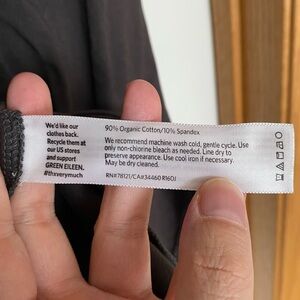 We'd like our
clothes back.
Recycle them at
our US stores
and support
GREEN EILEEN.
#thxverymuch
90% Organic Cotton/10% Spandex
We recommend machine wash cold, gentle cycle. Use
only non-chlorine bleach as needed. Line dry to
preserve appearance. Use cool iron if necessary.
May be dry cleaned.
RN#78121/CA#34460 R160J